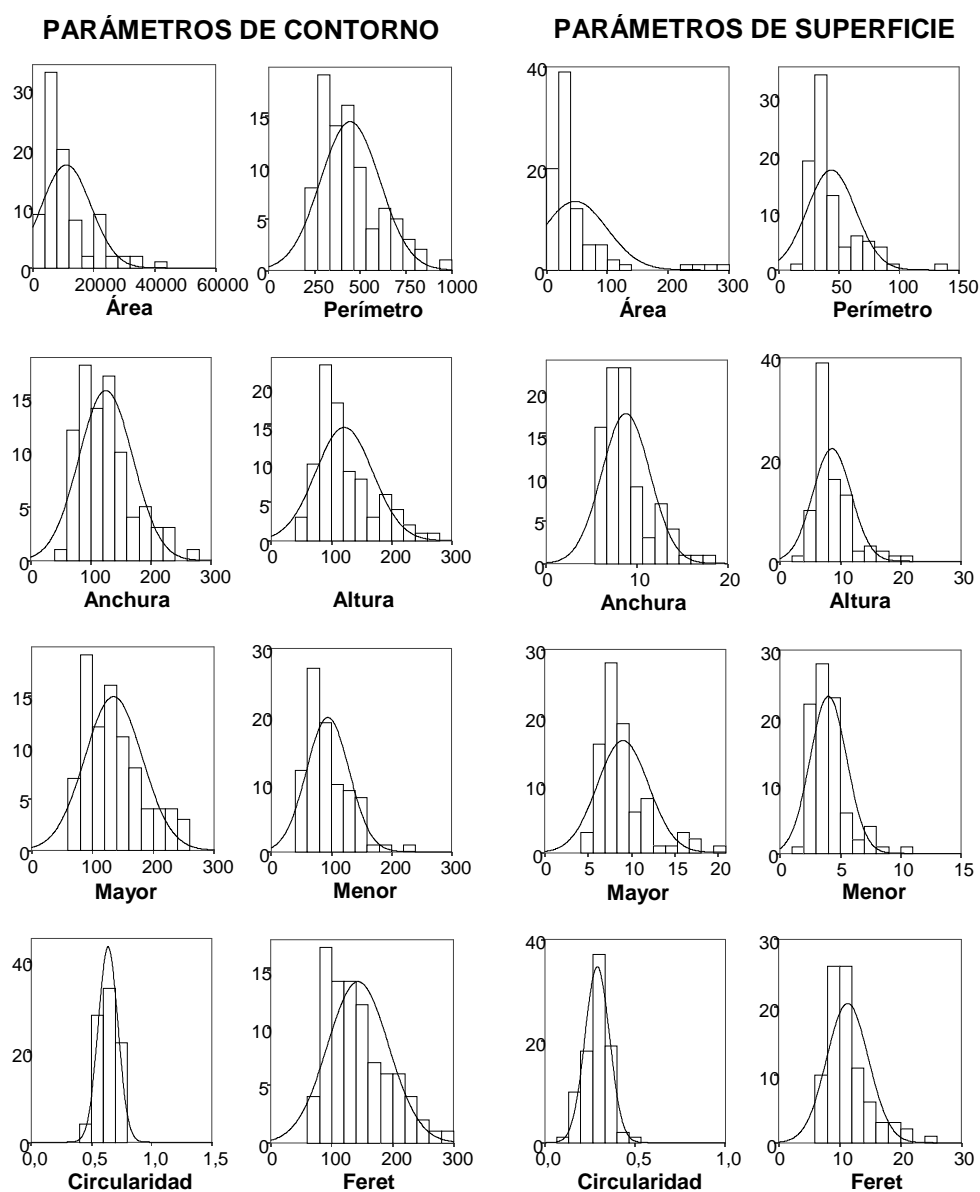 PARÁMETROS DE CONTORNO PARÁMETROS DE SUPERFICIE
30 20 10 0
0 20000 40000 60000
Área
15 10 5 0
0 250 500 750 1000
Perímetro
40 20 0
0 100 200 300
Área
30 20 10 0
0 50 100 150
Perímetro
15 10 5 0
0 100 200 300
Anchura
20 15 10 5 0
0 100 200 300
Altura
20 15 10 5 0
0 10 20
Anchura
40 20 0
0 10 20 30
Altura
15 10 5 0
0 100 200 300
Mayor
30 20 10 0
0 100 200 300
Menor
30 20 10 0
0 5 10 15 20
Mayor
30 20 10 0
0 5 10 15
Menor
40 20 0
0,0 0,5 1,0 1,5
Circularidad
15 10 5 0
0 100 200 300
Feret
40 20 0
0,0 0,5 1,0
Circularidad
30 20 10 0
0 10 20 30
Feret